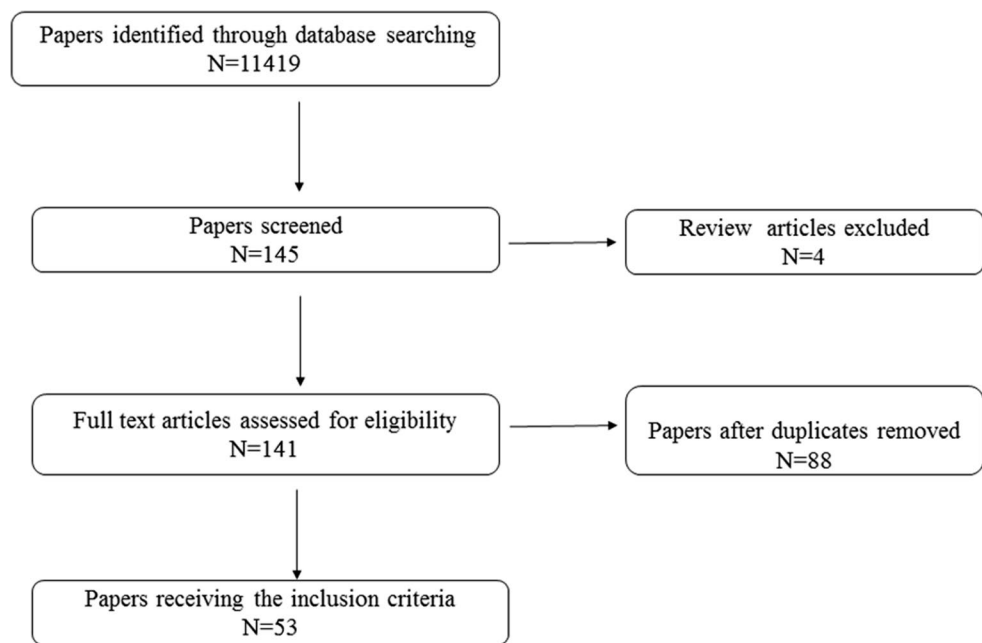 Papers identified through database searching
N=11419
Papers screened
N=145
Review articles excluded
N=4
Full text articles assessed for eligibility
N=141
Papers after duplicates removed
N=88
Papers receiving the inclusion criteria
N=53